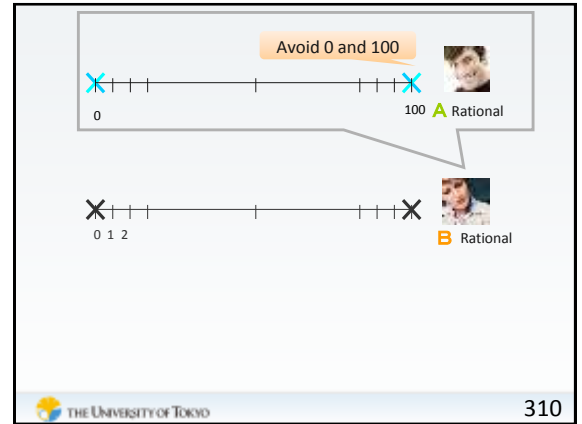 Avoid 0 and 100
0
100 A Rational
0 1 2
B Rational
THE UNIVERSITY OF TOKYO
310